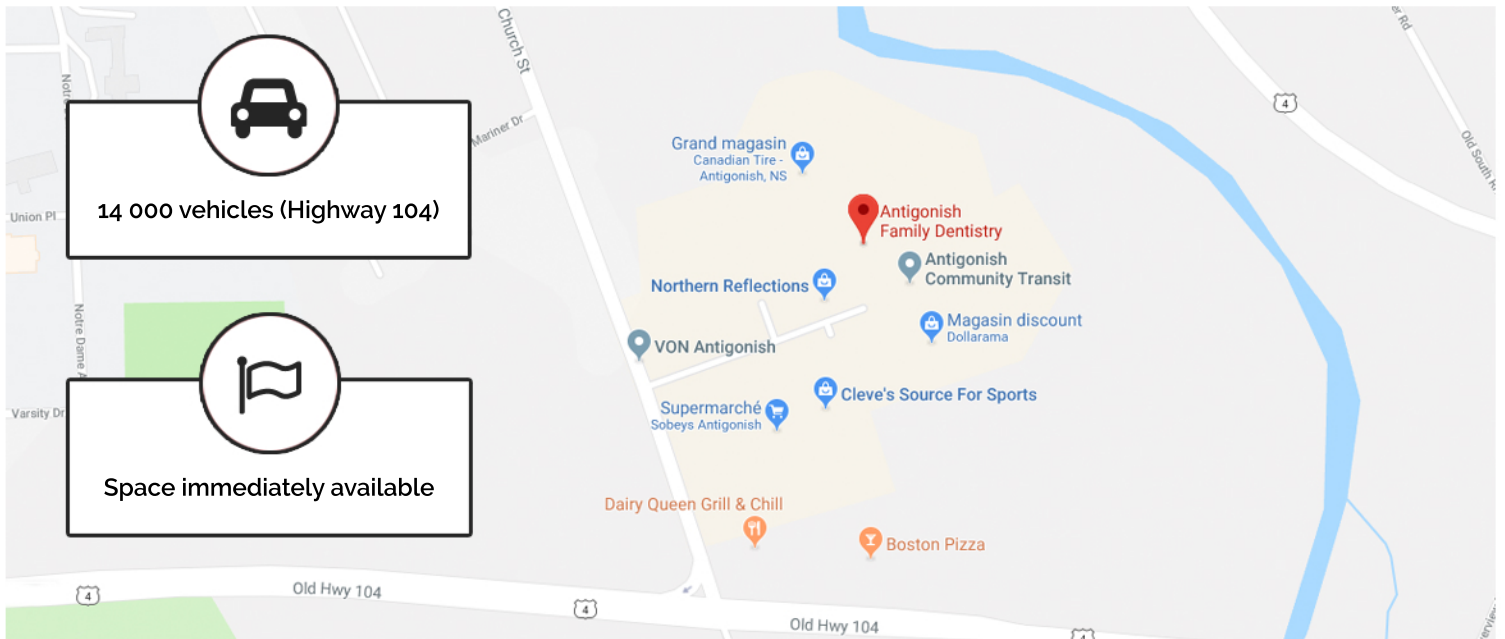 Church St
er Rd
Notre
4
Mariner Dr
Grand magasin
Canadian Tire -
Antigonish, NS
Old South R
14 000 vehicles (Highway 104)
Union Pl
Antigonish
Family Dentistry
Antigonish
Community Transit
Northern Reflections
Notre Dame A
Magasin discount
Dollarama
VON Antigonish
Cleve's Source For Sports
Varsity Dr
Supermarché
Sobeys Antigonish
Space immediately available
Dairy Queen Grill & Chill
Boston Pizza
4
Old Hwy 104
4
Old Hwy 104
4